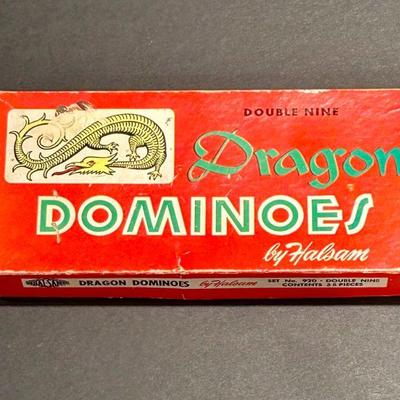 DOUBLE NINE
Dragon
DOMINOES
by Halsam
HALSAM DRAGON DOMINOES by Halsam SET No. 920 - DOUBLE NINE
CONTENTS 55 PIECES